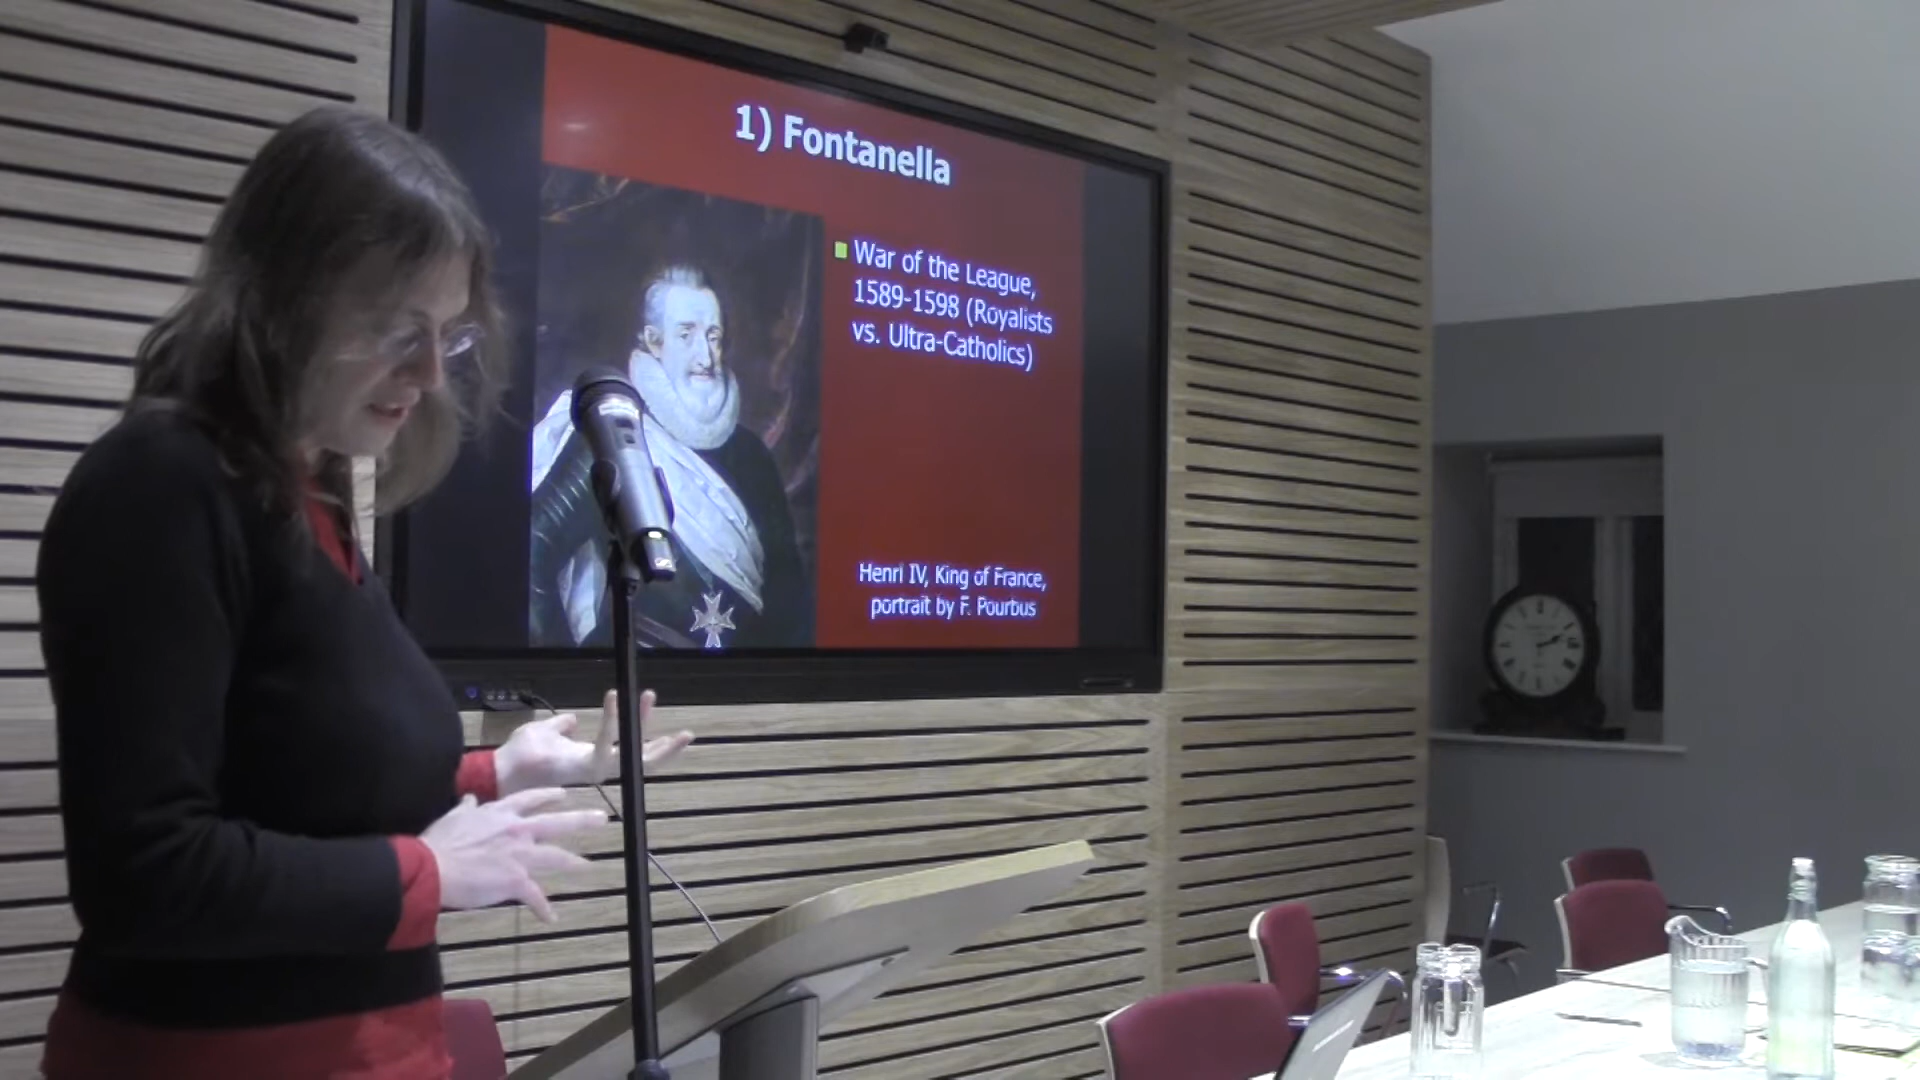 1) Fontanella
War of the League,
1589-1598 (Royalists
vs. Ultra-Catholics)
Henri IV, King of France,
portrait by F. Pourbus